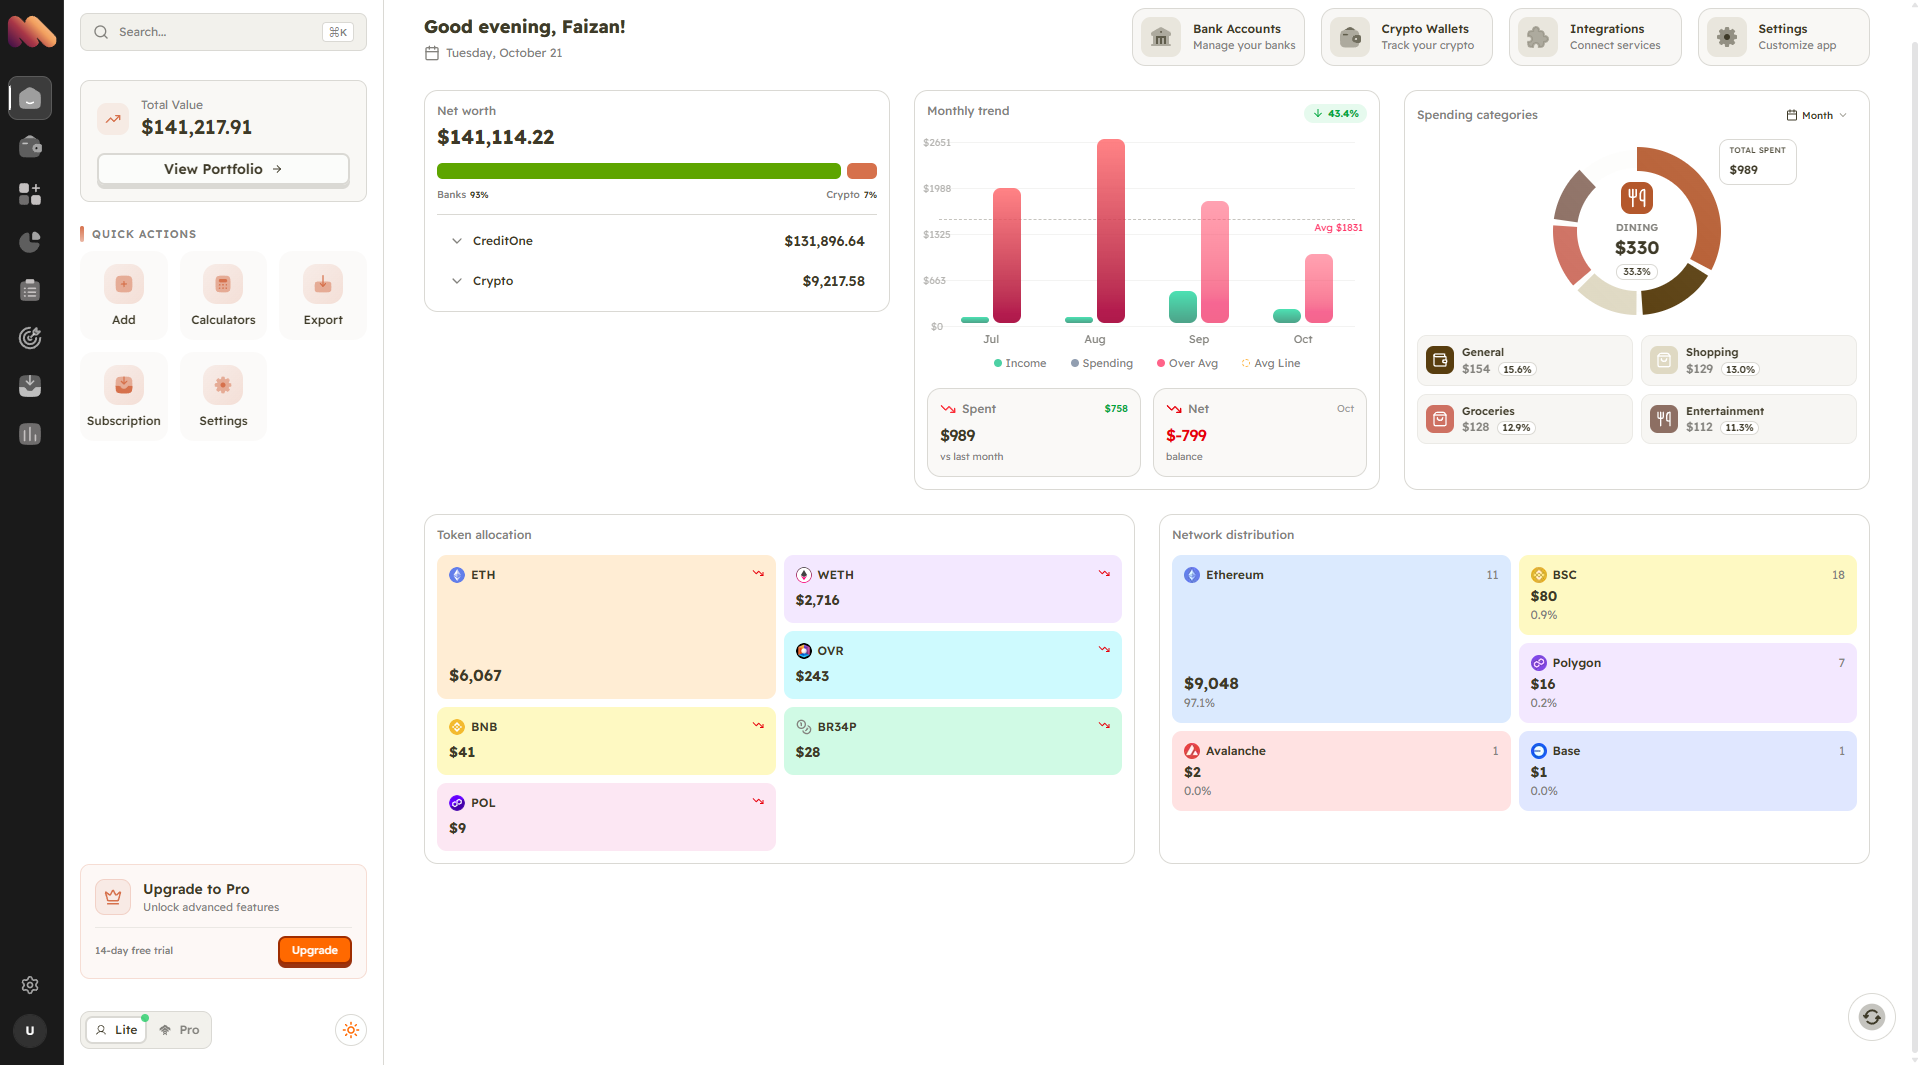 Search...
⌘K
Total Value
$141,217.91
View Portfolio →
QUICK ACTIONS
Add
Calculators
Export
Subscription
Settings
Upgrade to Pro
Unlock advanced features
14-day free trial
Upgrade
U
Lite
Pro
Good evening, Faizan!
Tuesday, October 21
Bank Accounts
Manage your banks
Crypto Wallets
Track your crypto
Integrations
Connect services
Settings
Customize app
Net worth
$141,114.22
Banks 93%
Crypto 7%
CreditOne
$131,896.64
Crypto
$9,217.58
Monthly trend
↓ 43.4%
$2651
$1988
$1325
$663
$0
Avg $1831
Jul
Aug
Sep
Oct
Income
Spending
Over Avg
Avg Line
Spent
$758
$989
vs last month
Net
Oct
$-799
balance
Spending categories
Month
TOTAL SPENT
$989
DINING
$330
33.3%
General
$154 15.6%
Shopping
$129 13.0%
Groceries
$128 12.9%
Entertainment
$112 11.3%
Token allocation
ETH
$6,067
WETH
$2,716
OVR
$243
BNB
$41
BR34P
$28
POL
$9
Network distribution
Ethereum
11
$9,048
97.1%
BSC
18
$80
0.9%
Polygon
7
$16
0.2%
Avalanche
1
$2
0.0%
Base
1
$1
0.0%